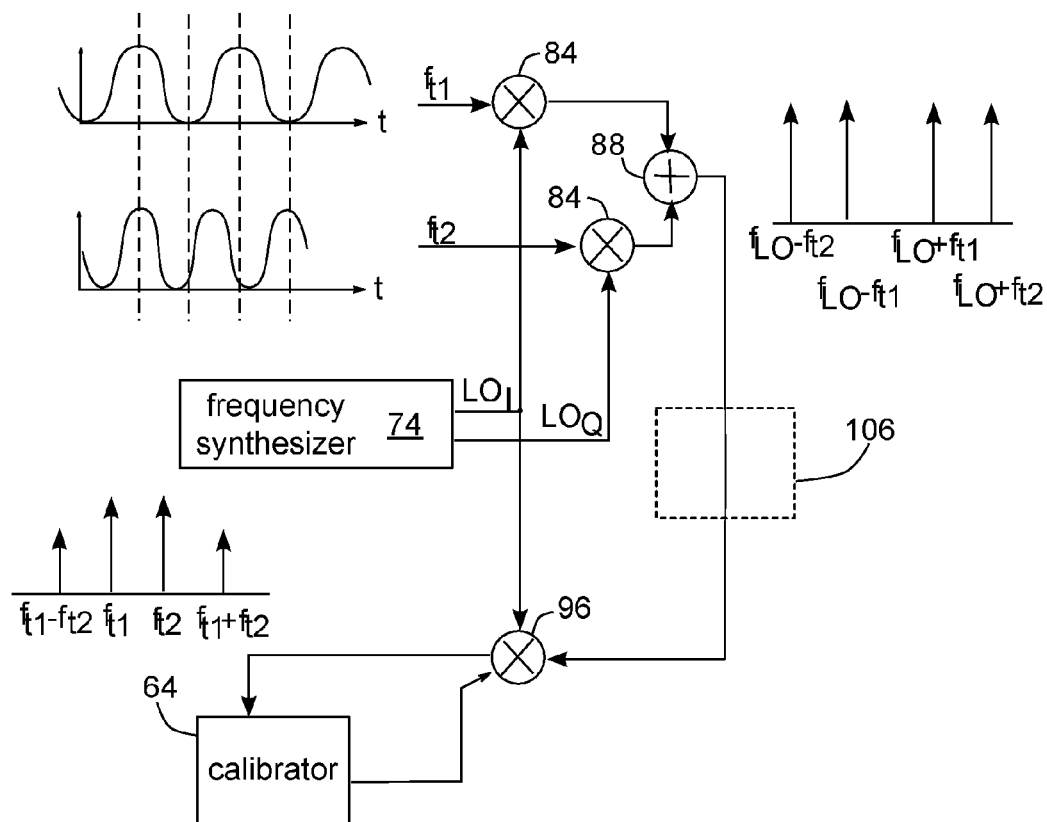 84
t
ft1
88
84
ft2
t
fLO-ft2
fLO+ft1
fLO-ft1
fLO+ft2
LOI
frequency
synthesizer 74
LOQ
106
ft1-ft2
ft1
ft2
ft1+ft2
96
64
calibrator